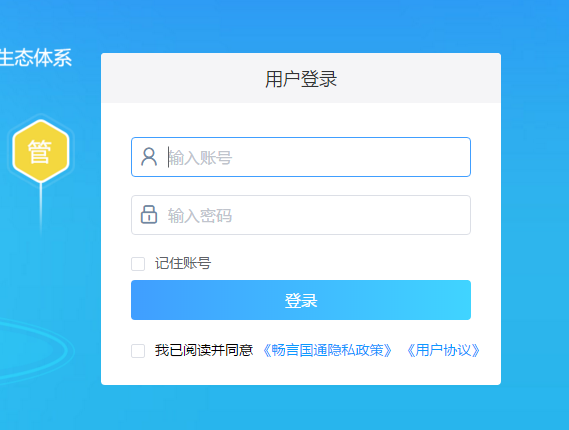 生态体系
用户登录
管
输入账号
输入密码
记住账号
登录
我已阅读并同意 《畅言国通隐私政策》 《用户协议》